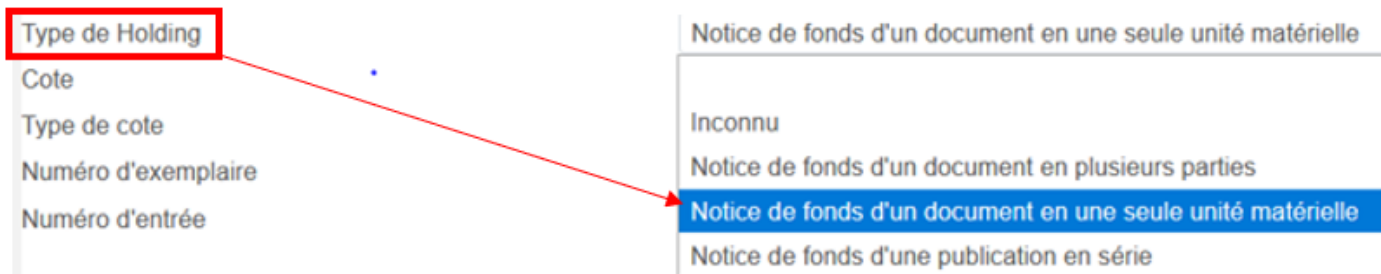 Type de Holding
Notice de fonds d'un document en une seule unité matérielle
Cote
Type de cote
Inconnu
Numéro d'exemplaire
Notice de fonds d'un document en plusieurs parties
Numéro d'entrée
Notice de fonds d'un document en une seule unité matérielle
Notice de fonds d'une publication en série